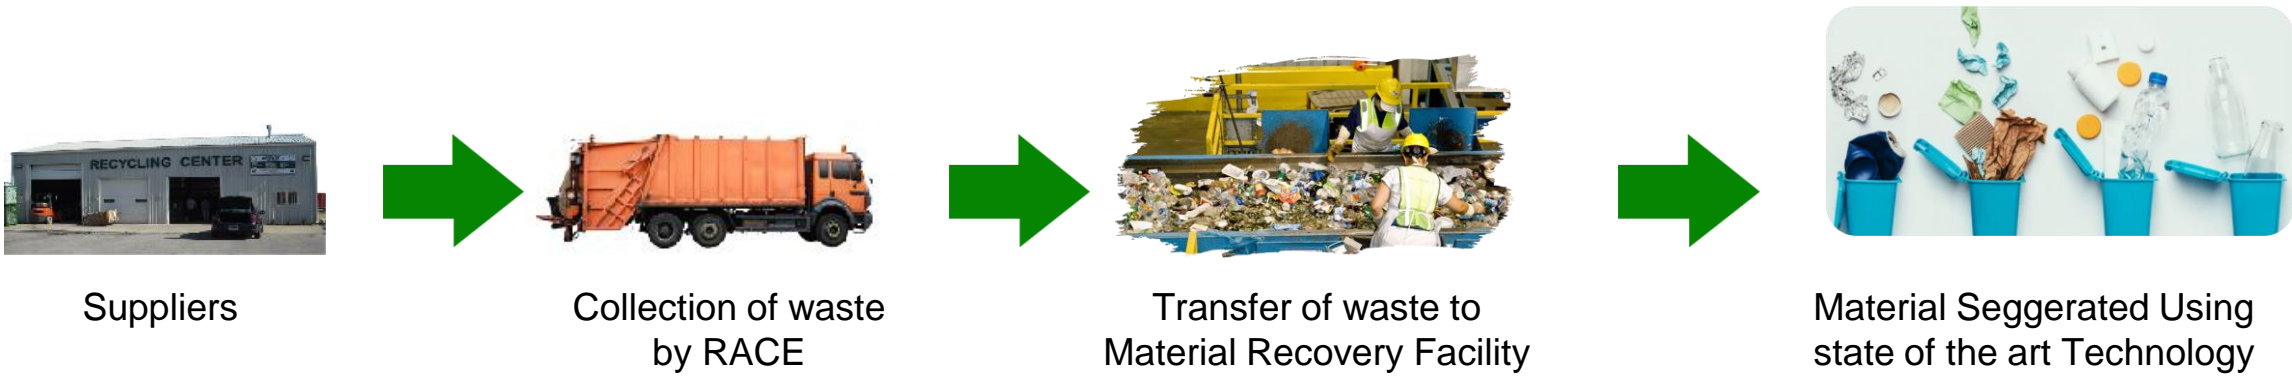 RECYCLING CENTER
Suppliers
Collection of waste
by RACE
Transfer of waste to
Material Recovery Facility
Material Seggerated Using
state of the art Technology